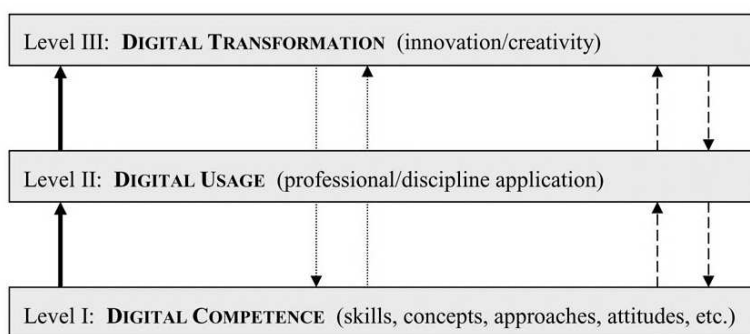 Level III: DIGITAL TRANSFORMATION (innovation/creativity)
Level II: DIGITAL USAGE (professional/discipline application)
Level I: DIGITAL COMPETENCE (skills, concepts, approaches, attitudes, etc.)